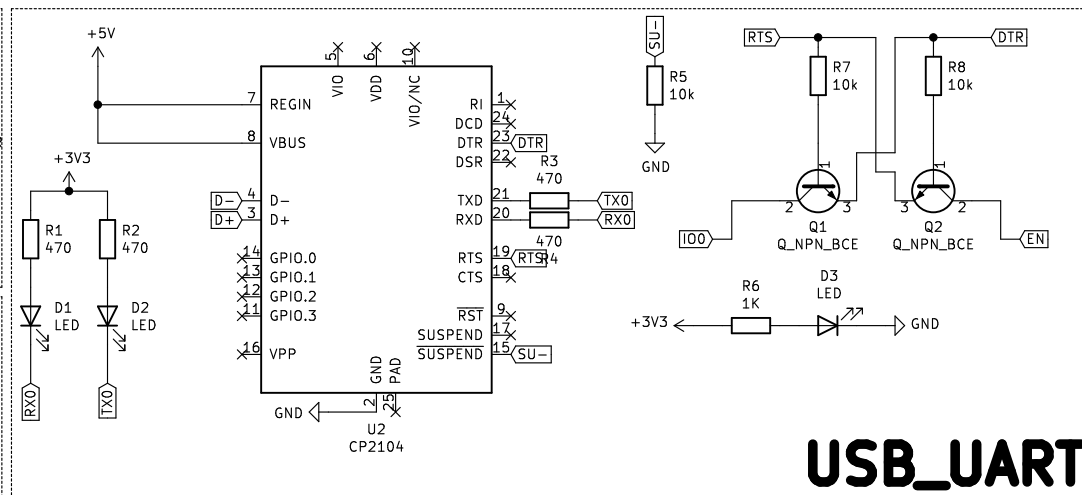 +5V
+3V3
R1
470
R2
470
D1
LED
D2
LED
RX0
TX0
5
VIO
6
VDD
10
VIO/NC
7 REGIN
8 VBUS
D- 4 D-
D+ 3 D+
14 GPIO.0
13 GPIO.1
12 GPIO.2
11 GPIO.3
16 VPP
RI 1
DCD 24
DTR 23 DTR
DSR 22
TXD 21
RXD 20
RTS 19 RTS
CTS 18
RST 9
SUSPEND 17
SUSPEND 15 SU-
R3
470
TX0
RX0
470
R4
GND
2
PAD
25
GND
U2
CP2104
SU-
R5
10k
GND
RTS
DTR
R7
10k
R8
10k
1
2
3
1
3
2
IO0
Q1
Q_NPN_BCE
Q2
Q_NPN_BCE
EN
+3V3
R6
1K
D3
LED
GND
USB_UART